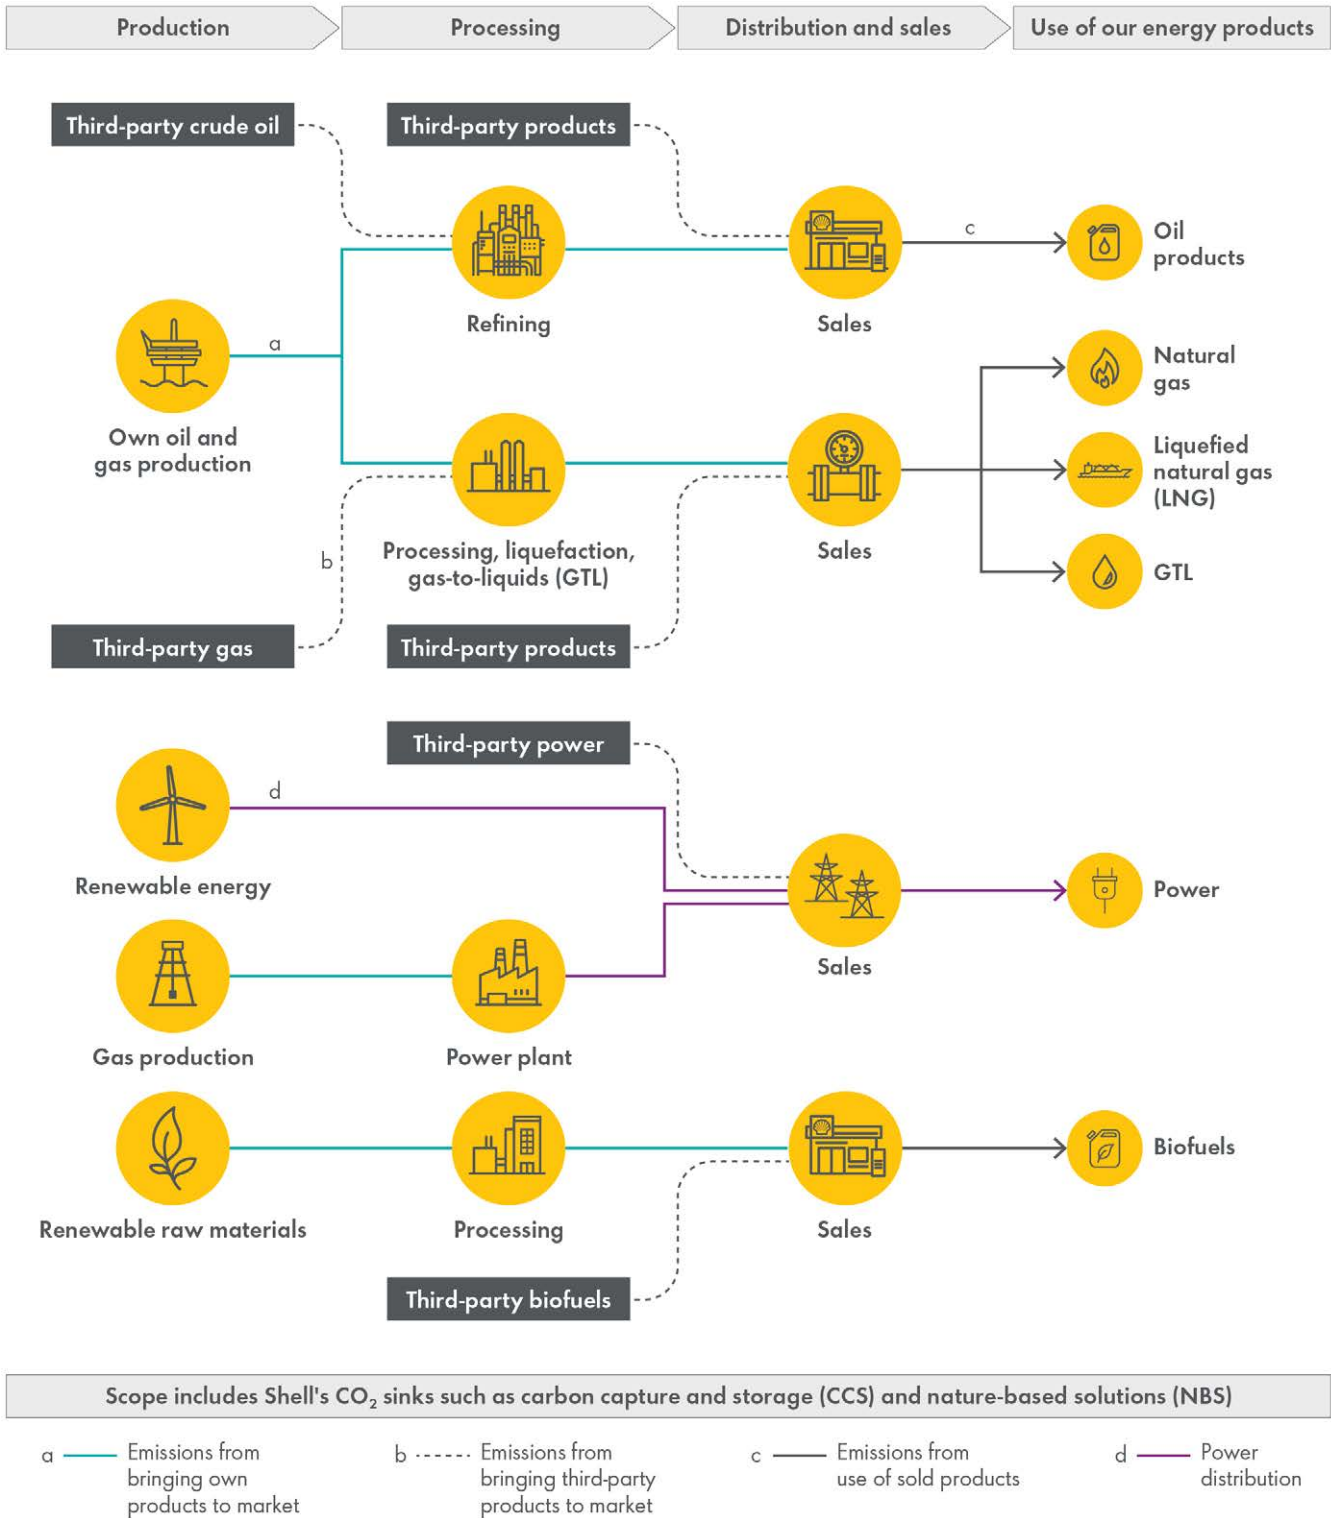 Production
Processing
Distribution and sales
Use of our energy products
Third-party crude oil
Third-party products
c
Oil
products
Refining
Sales
a
Natural
gas
Own oil and
gas production
Liquefied
natural gas
(LNG)
b
Processing, liquefaction,
gas-to-liquids (GTL)
Sales
GTL
Third-party gas
Third-party products
Third-party power
d
Renewable energy
Power
Sales
Gas production
Power plant
Biofuels
Renewable raw materials
Processing
Sales
Third-party biofuels
Scope includes Shell's CO₂ sinks such as carbon capture and storage (CCS) and nature-based solutions (NBS)
a
Emissions from
bringing own
products to market
b
Emissions from
bringing third-party
products to market
c
Emissions from
use of sold products
d
Power
distribution